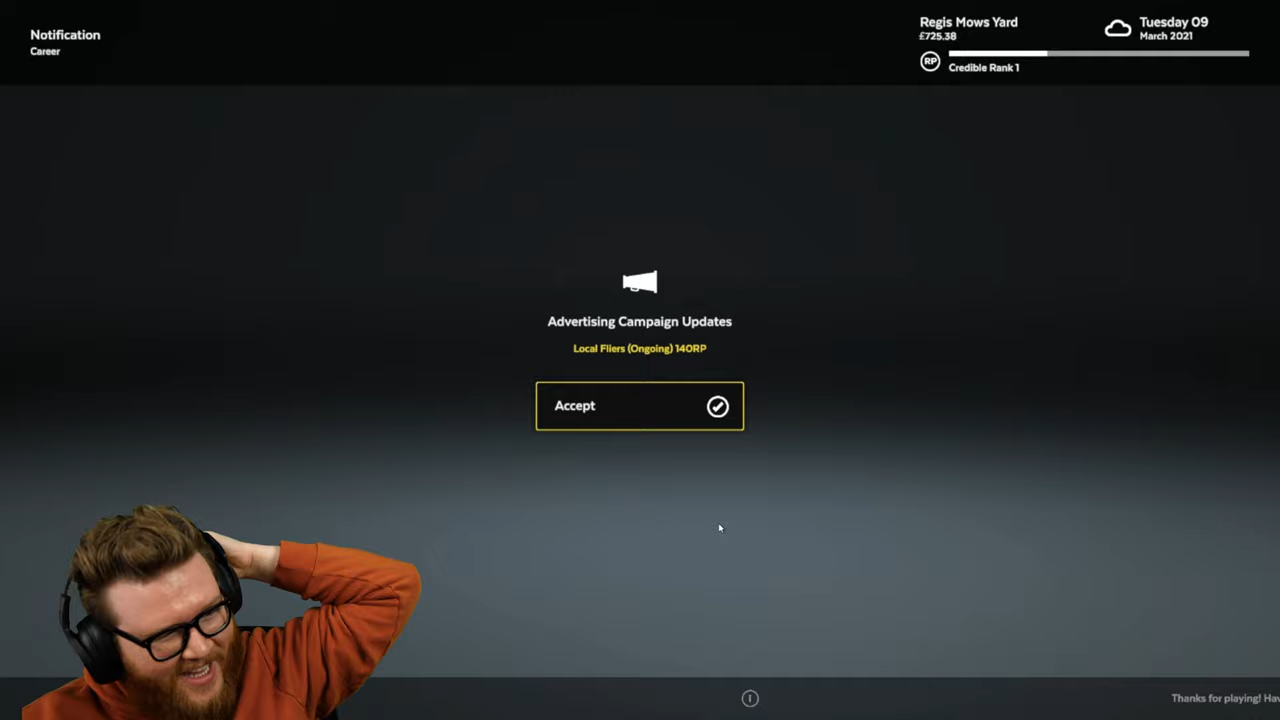 Notification
Career
Regis Mows Yard
£725.38
Tuesday 09
March 2021
RP
Credible Rank 1
Advertising Campaign Updates
Local Fliers (Ongoing) 140RP
Accept
Thanks for playing! Hav